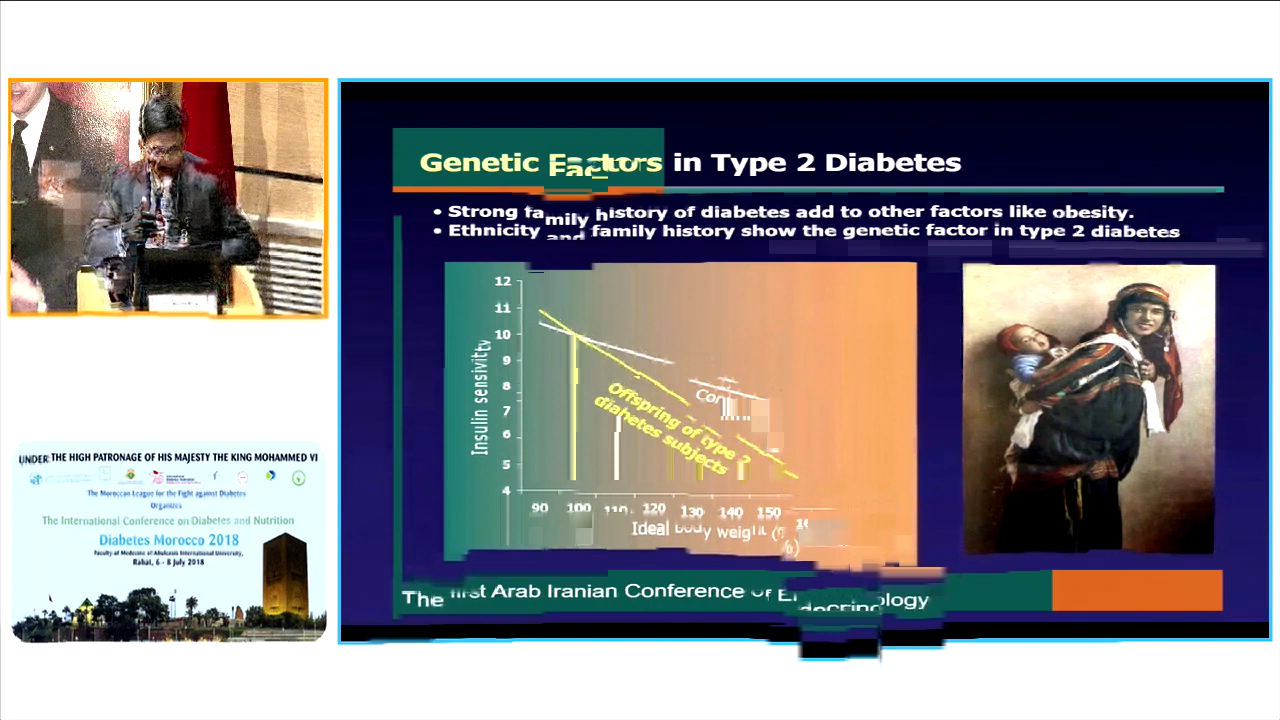 Genetic Factors in Type 2 Diabetes
• Strong family history of diabetes add to other factors like obesity.
• Ethnicity and family history show the genetic factor in type 2 diabetes
12
11
10
9
8
7
6
5
4
Insulin sensivitty
Offspring of type 2
diabetes subjects
90 100 110 120 130 140 150
Ideal body weight (%)
The first Arab Iranian Conference of Endocrinology
UNDER THE HIGH PATRONAGE OF HIS MAJESTY THE KING MOHAMMED VI
The Moroccan League for the Fight against Diabetes
Organizes
The International Conference on Diabetes and Nutrition
Diabetes Morocco 2018
Faculty of Medicine of Abulcasis International University,
Rabat, 6 - 8 July 2018